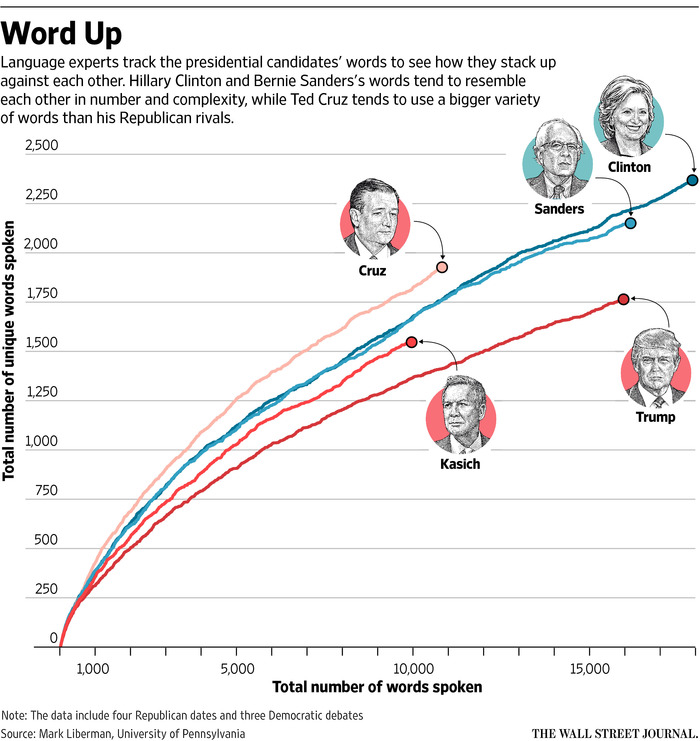 Word Up
Language experts track the presidential candidates’ words to see how they stack up
against each other. Hillary Clinton and Bernie Sanders’s words tend to resemble
each other in number and complexity, while Ted Cruz tends to use a bigger variety
of words than his Republican rivals.
2,500
2,250
2,000
1,750
1,500
1,250
1,000
750
500
250
0
Total number of unique words spoken
Clinton
Sanders
Cruz
Trump
Kasich
1,000
5,000
10,000
15,000
Total number of words spoken
Note: The data include four Republican dates and three Democratic debates
Source: Mark Liberman, University of Pennsylvania
THE WALL STREET JOURNAL.